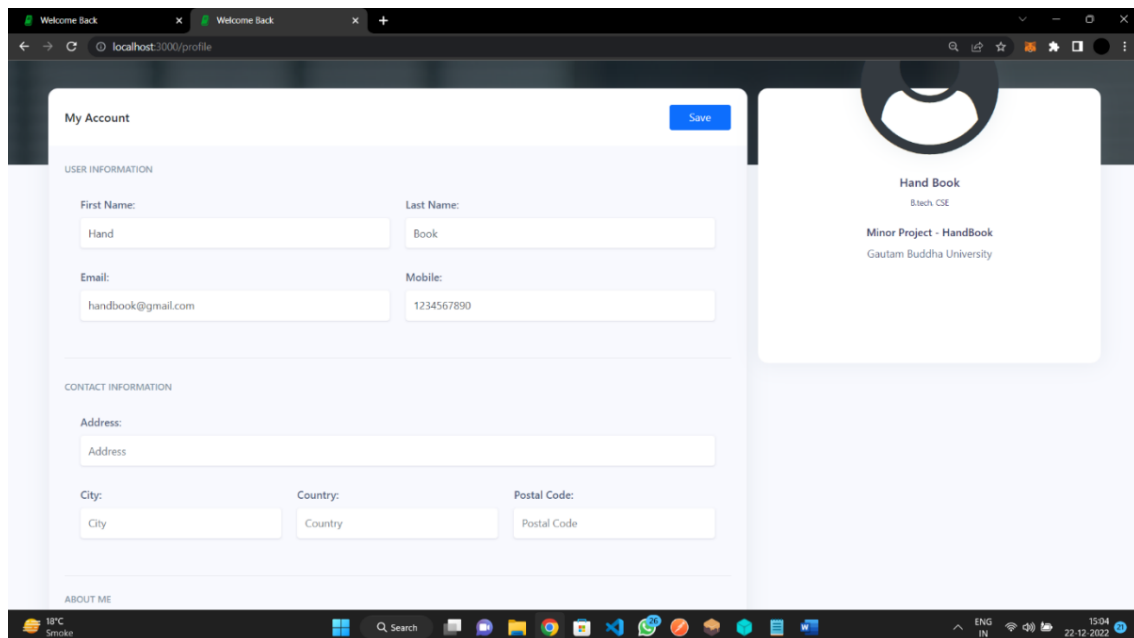 Welcome Back
Welcome Back
localhost:3000/profile
My Account
Save
USER INFORMATION
First Name:
Last Name:
Hand
Book
Email:
Mobile:
handbook@gmail.com
1234567890
CONTACT INFORMATION
Address:
Address
City:
Country:
Postal Code:
City
Country
Postal Code
ABOUT ME
Hand Book
B.tech. CSE
Minor Project - HandBook
Gautam Buddha University
18°C
Smoke
Search
26
ENG
IN
15:04
22-12-2022
21